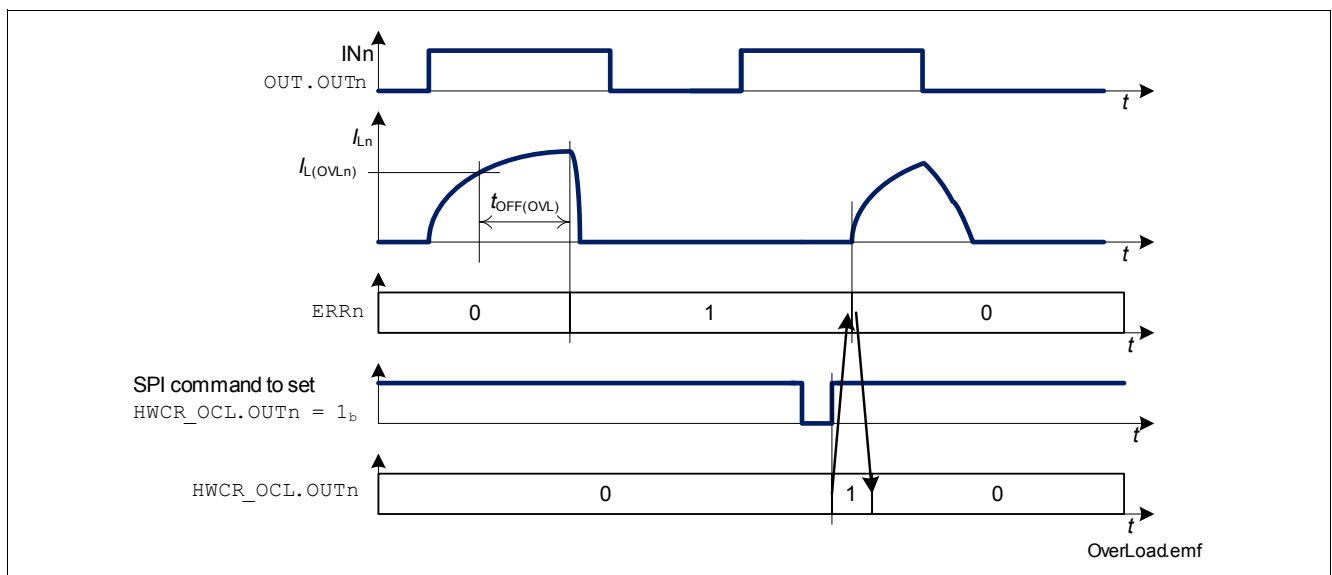 INn
OUT.OUTn
t
ILn
IL(OVLn)
tOFF(OVL)
t
ERRn
0
1
0
t
SPI command to set
HWCR_OCL.OUTn = 1b
t
HWCR_OCL.OUTn
0
1
0
t
OverLoad.emf